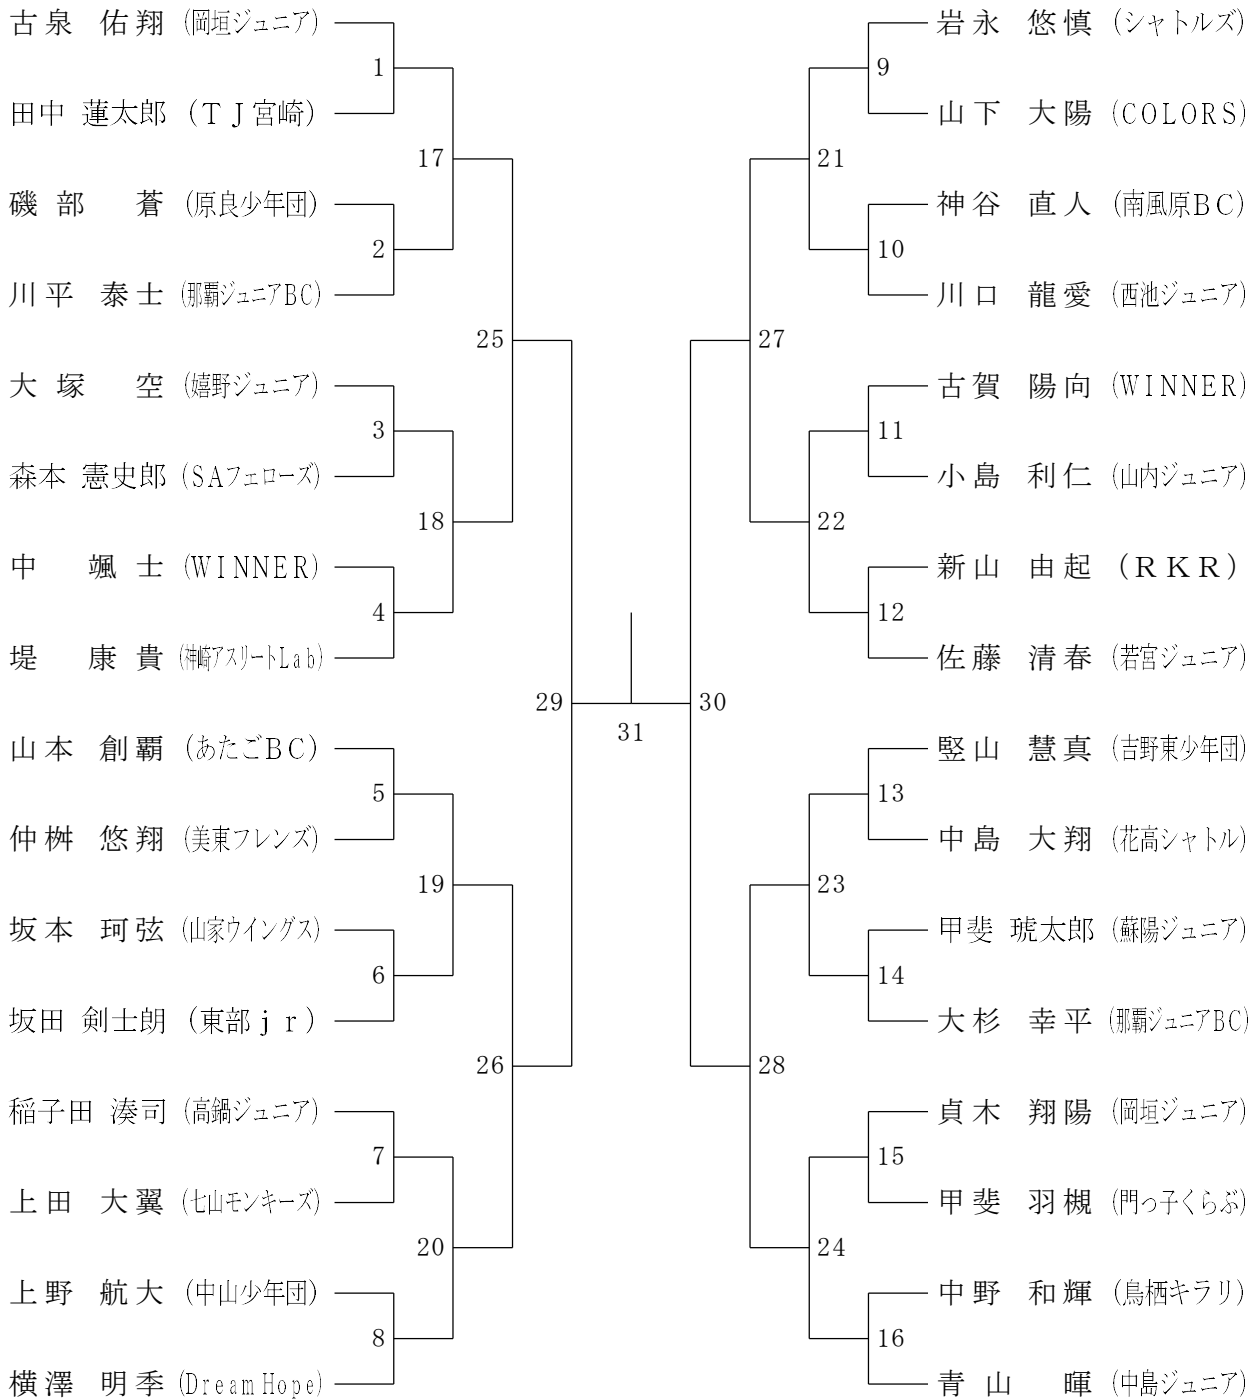 古泉 佑翔 (岡垣ジュニア)
1
田中 蓮太郎 (ＴＪ宮崎)
17
磯部 蒼 (原良少年団)
2
川平 泰士 (那覇ジュニアBC)
25
大塚 空 (嬉野ジュニア)
3
森本 憲史郎 (SAフェローズ)
18
中 颯士 (WINNER)
4
堤 康貴 (神崎アスリートLab)
29
山本 創覇 (あたごBC)
5
仲桝 悠翔 (美東フレンズ)
19
坂本 珂弦 (山家ウイングス)
6
坂田 剣士朗 (東部ｊｒ)
26
稲子田 湊司 (高鍋ジュニア)
7
上田 大翼 (七山モンキーズ)
20
上野 航大 (中山少年団)
8
横澤 明季 (Dream Hope)
31
岩永 悠慎 (シャトルズ)
9
山下 大陽 (COLORS)
21
神谷 直人 (南風原BC)
10
川口 龍愛 (西池ジュニア)
27
古賀 陽向 (WINNER)
11
小島 利仁 (山内ジュニア)
22
新山 由起 (ＲＫＲ)
12
佐藤 清春 (若宮ジュニア)
30
堅山 慧真 (吉野東少年団)
13
中島 大翔 (花高シャトル)
23
甲斐 琥太郎 (蘇陽ジュニア)
14
大杉 幸平 (那覇ジュニアBC)
28
貞木 翔陽 (岡垣ジュニア)
15
甲斐 羽槻 (門っ子くらぶ)
24
中野 和輝 (鳥栖キラリ)
16
青山 暉 (中島ジュニア)